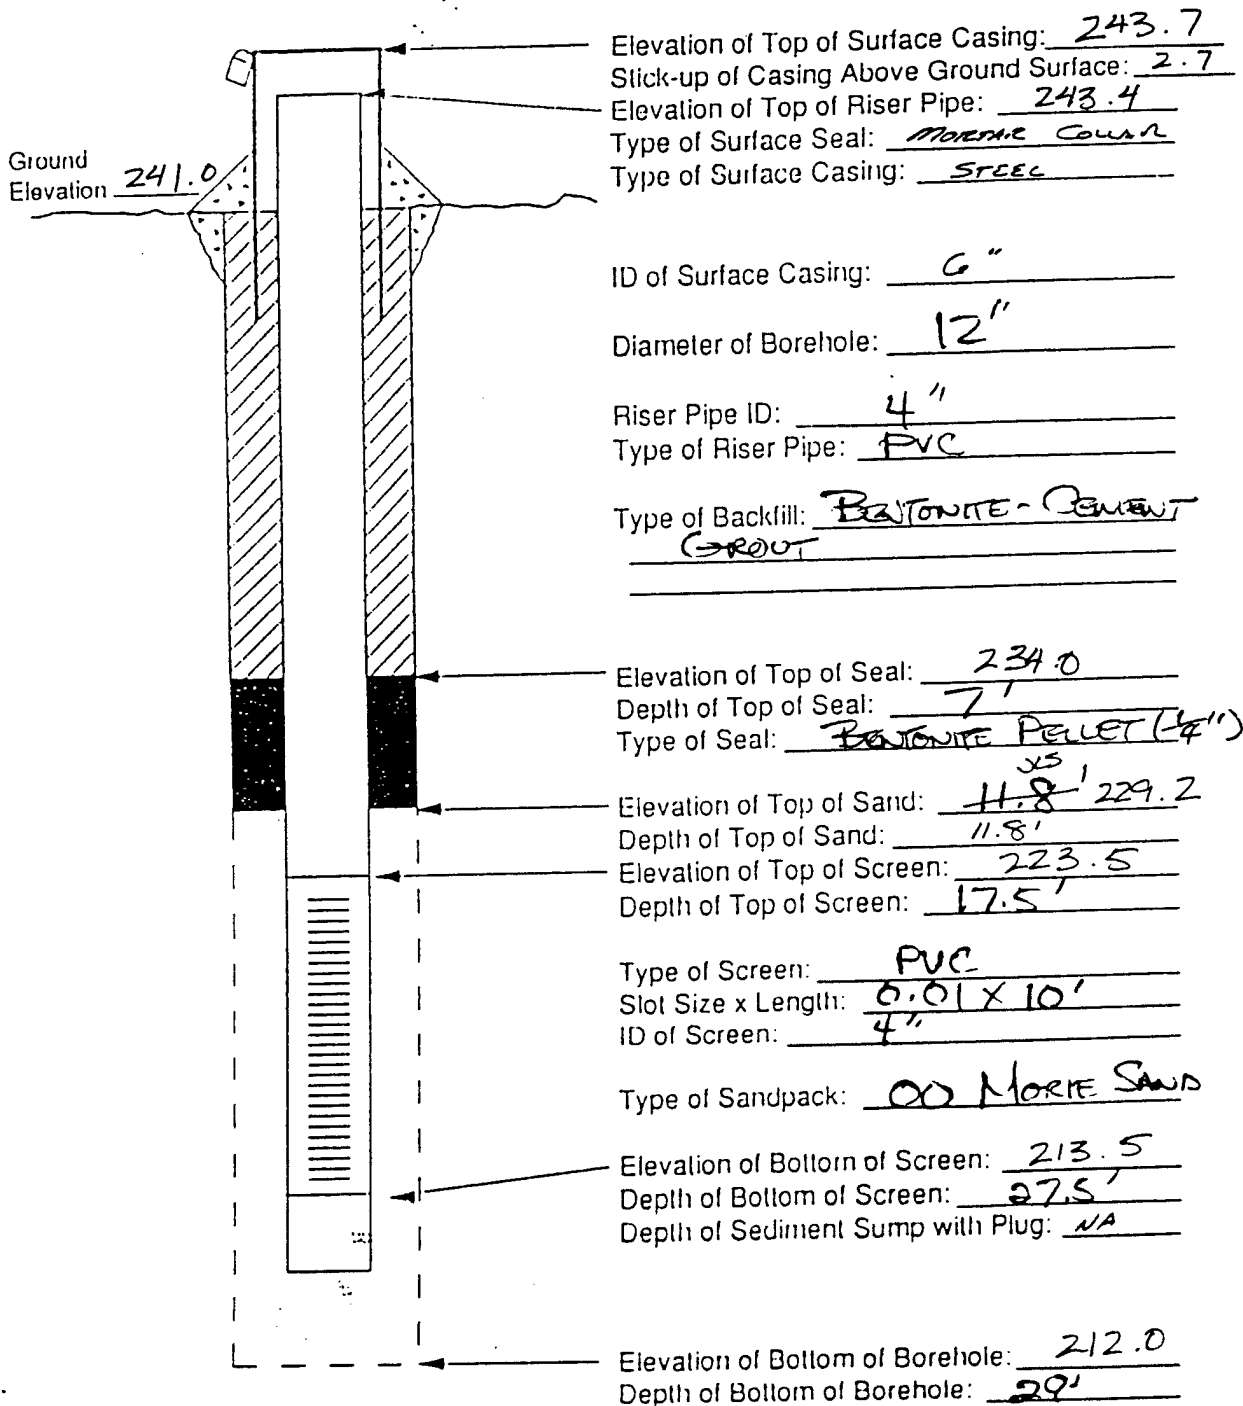 Elevation of Top of Surface Casing: 243.7
Stick-up of Casing Above Ground Surface: 2.7
Elevation of Top of Riser Pipe: 243.4
Type of Surface Seal: MORTAR COLLAR
Type of Surface Casing: STEEL
Ground
Elevation 241.0
ID of Surface Casing: 6"
Diameter of Borehole: 12"
Riser Pipe ID: 4"
Type of Riser Pipe: PVC
Type of Backfill: BENTONITE - CEMENT
GROUT
Elevation of Top of Seal: 234.0
Depth of Top of Seal: 7'
Type of Seal: BENTONITE PELLET (1/4")
Elevation of Top of Sand: 11.8' 229.2
Depth of Top of Sand: 11.8'
Elevation of Top of Screen: 223.5
Depth of Top of Screen: 17.5'
Type of Screen: PVC
Slot Size x Length: 0.01 X 10'
ID of Screen: 4"
Type of Sandpack: 00 MORIE SAND
Elevation of Bottom of Screen: 213.5
Depth of Bottom of Screen: 27.5'
Depth of Sediment Sump with Plug: NA
Elevation of Bottom of Borehole: 212.0
Depth of Bottom of Borehole: 29'